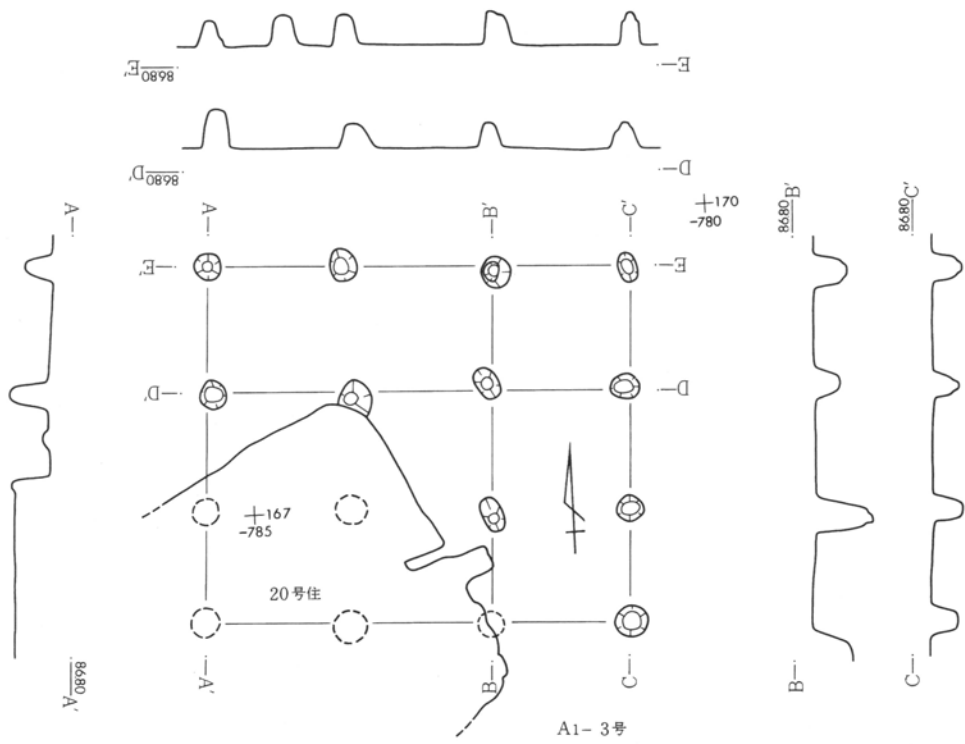 E′ 8680 E
D′ 8680 D
A B′ C′
+170
-780
8680 B′
8680 C′
A
E′ E
D′ D
+167
-785
20号住
A′ B C
8680 A′
B
C
A1-3号